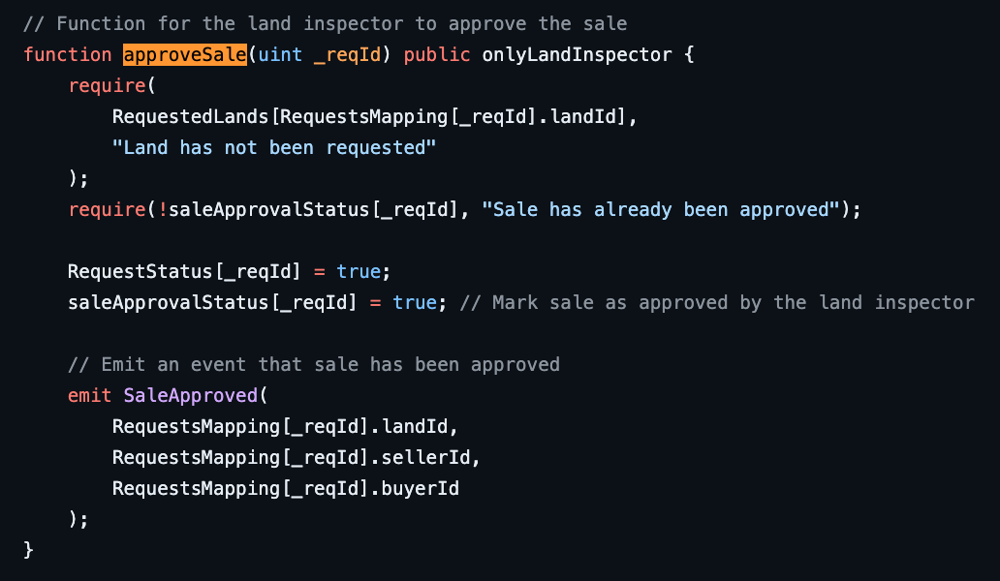 // Function for the land inspector to approve the sale
function approveSale(uint _reqId) public onlyLandInspector {
    require(
        RequestedLands[RequestsMapping[_reqId].landId],
        "Land has not been requested"
    );
    require(!saleApprovalStatus[_reqId], "Sale has already been approved");

    RequestStatus[_reqId] = true;
    saleApprovalStatus[_reqId] = true; // Mark sale as approved by the land inspector

    // Emit an event that sale has been approved
    emit SaleApproved(
        RequestsMapping[_reqId].landId,
        RequestsMapping[_reqId].sellerId,
        RequestsMapping[_reqId].buyerId
    );
}